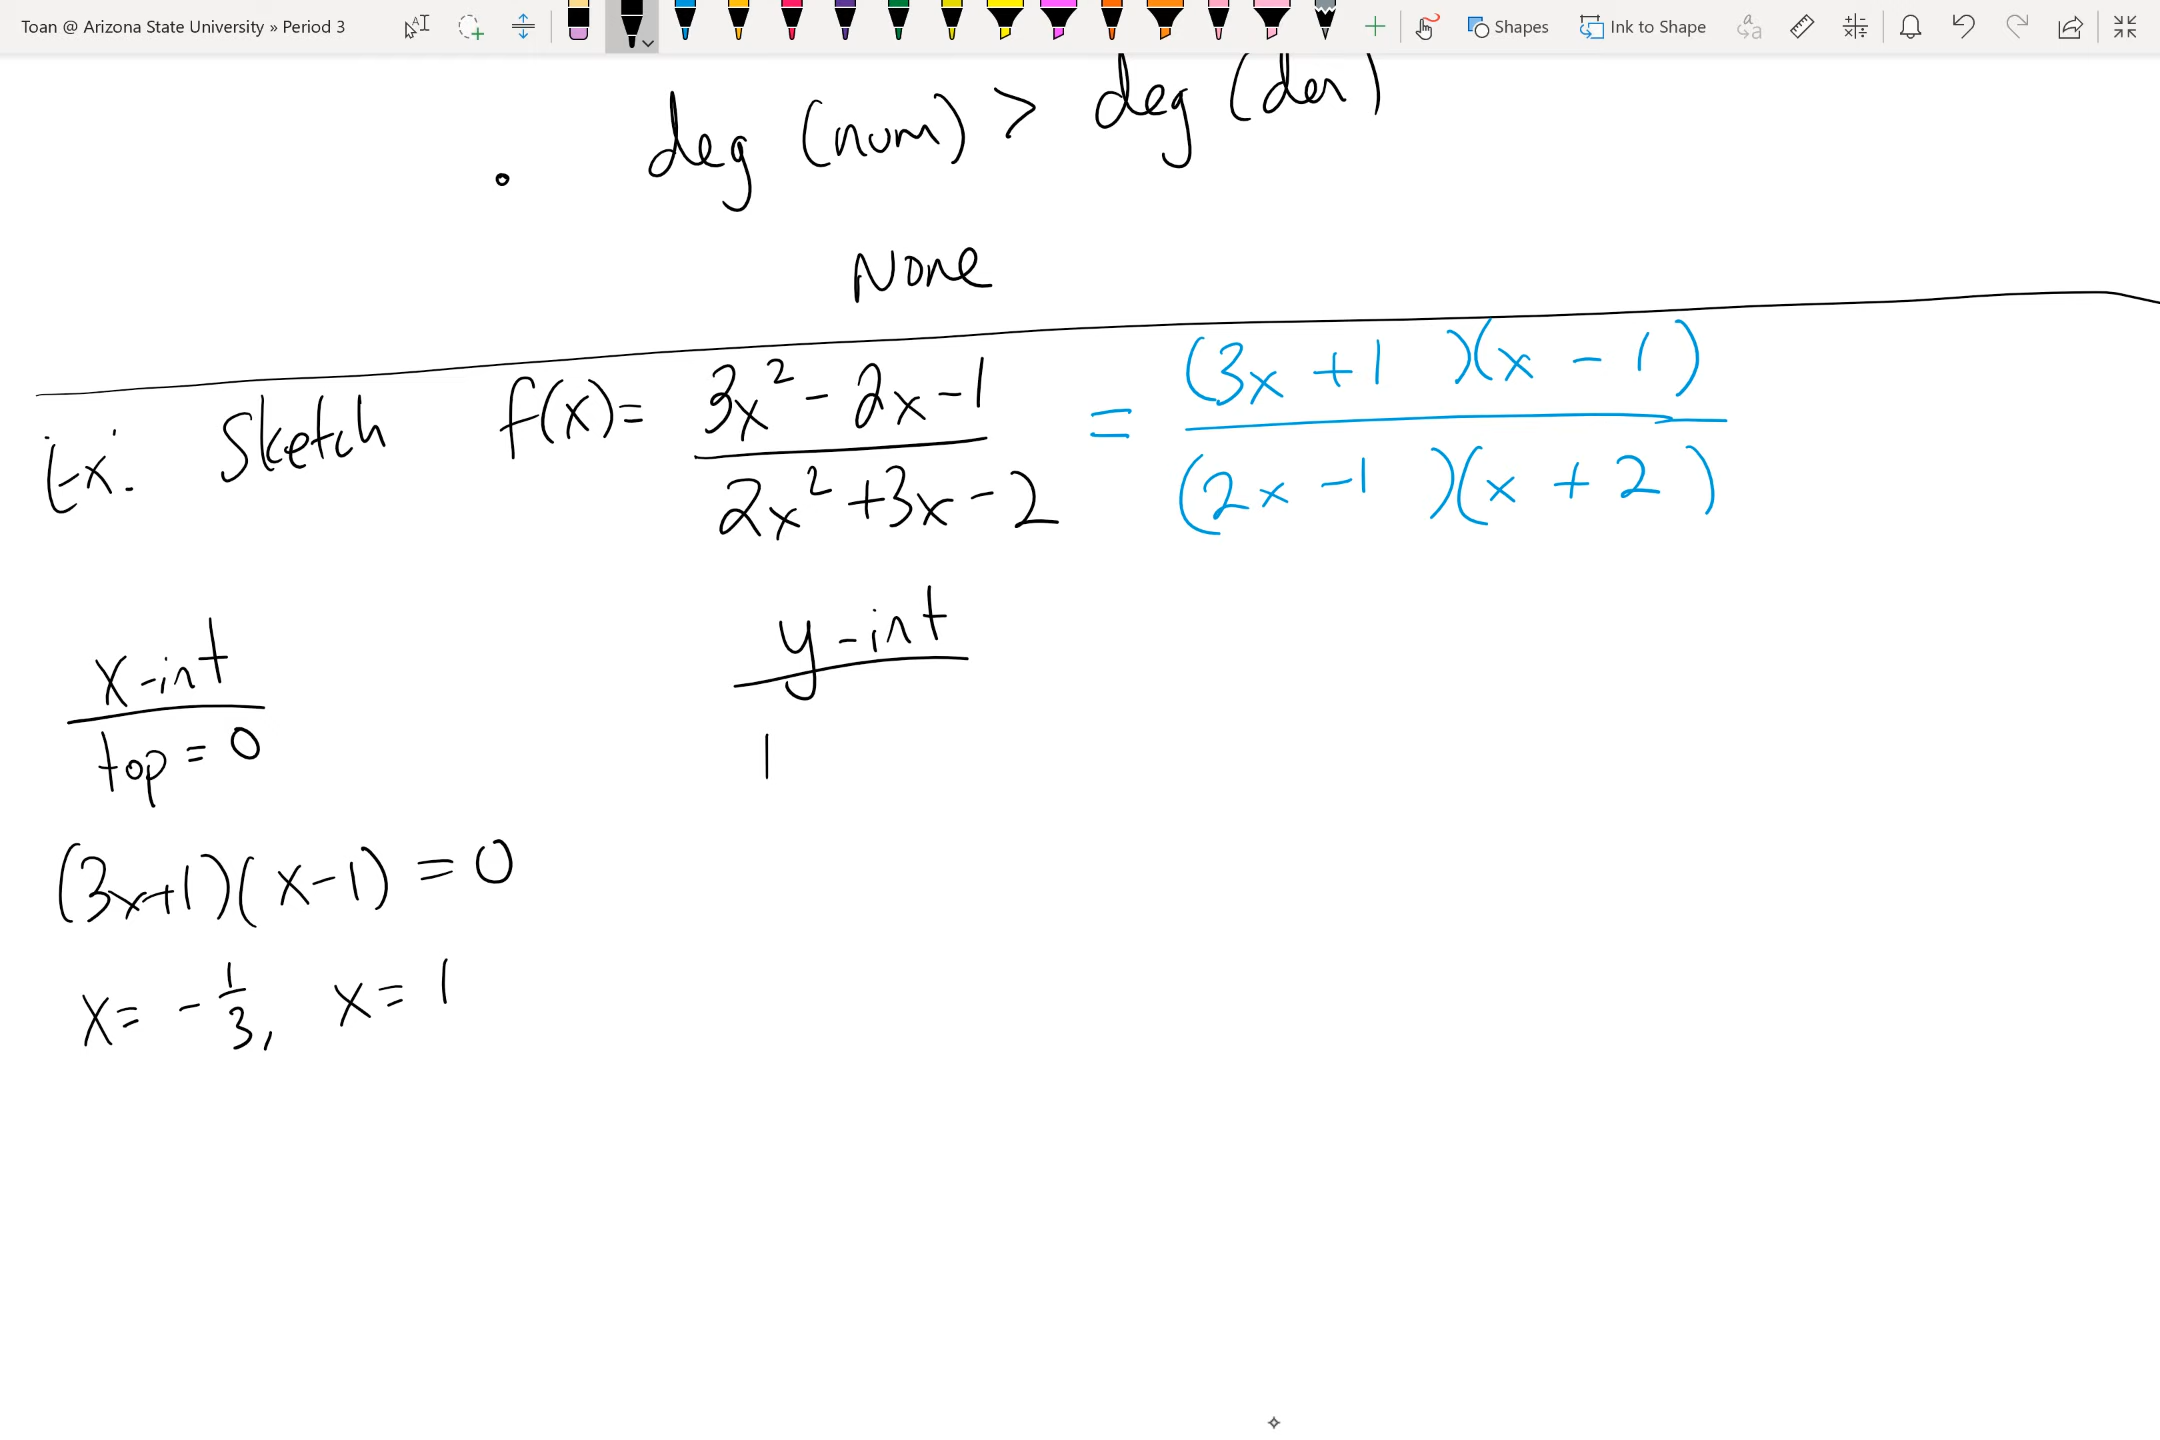 Toan @ Arizona State University » Period 3 Shapes Ink to Shape
deg (num) > deg (den)
None
Ex: Sketch f(x) = (3x² - 2x - 1)/(2x² + 3x - 2) = ((3x + 1)(x - 1))/((2x - 1)(x + 2))
x-int
top = 0
(3x+1)(x-1) = 0
x = -1/3, x = 1
y-int
1